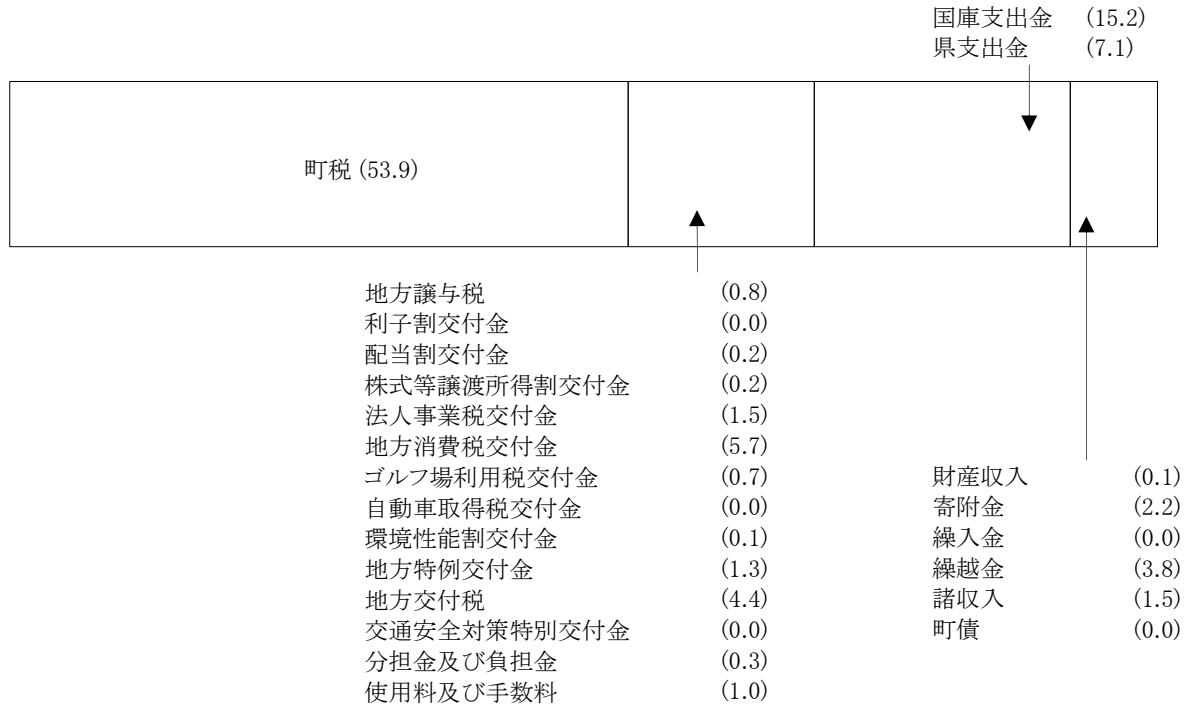 国庫支出金 (15.2)
県支出金 (7.1)
町税 (53.9)
地方譲与税 (0.8)
利子割交付金 (0.0)
配当割交付金 (0.2)
株式等譲渡所得割交付金 (0.2)
法人事業税交付金 (1.5)
地方消費税交付金 (5.7)
ゴルフ場利用税交付金 (0.7)
自動車取得税交付金 (0.0)
環境性能割交付金 (0.1)
地方特例交付金 (1.3)
地方交付税 (4.4)
交通安全対策特別交付金 (0.0)
分担金及び負担金 (0.3)
使用料及び手数料 (1.0)
財産収入 (0.1)
寄附金 (2.2)
繰入金 (0.0)
繰越金 (3.8)
諸収入 (1.5)
町債 (0.0)